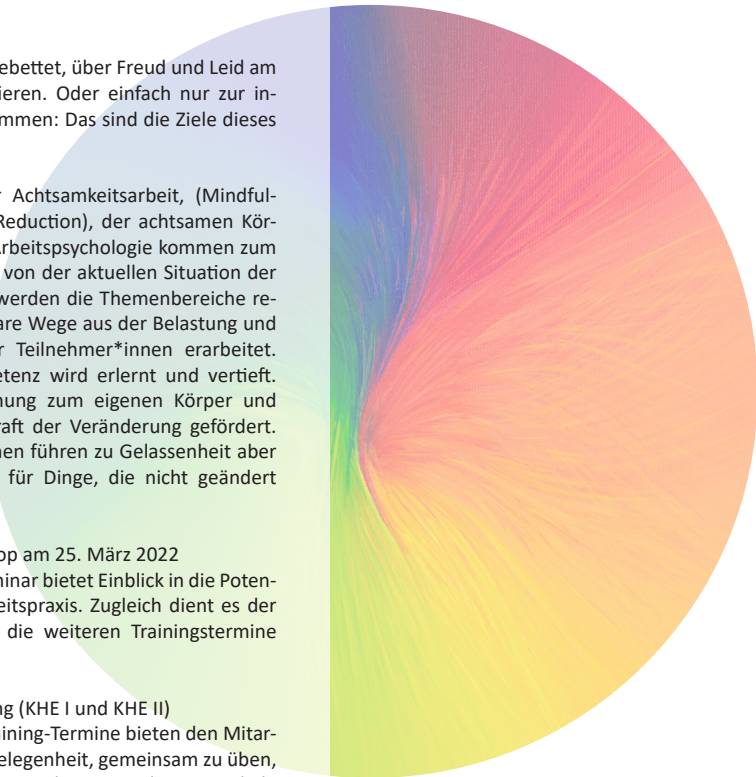 ebettet, über Freud und Leid am
ieren. Oder einfach nur zur in-
mmen: Das sind die Ziele dieses
Achtsamkeitsarbeit, (Mindful-
Reduction), der achtsamen Kör-
Arbeitspsychologie kommen zum
von der aktuellen Situation der
werden die Themenbereiche re-
are Wege aus der Belastung und
r Teilnehmer*innen erarbeitet.
etenz wird erlernt und vertieft.
nung zum eigenen Körper und
raft der Veränderung gefördert.
nen führen zu Gelassenheit aber
für Dinge, die nicht geändert
op am 25. März 2022
minar bietet Einblick in die Poten-
eitspraxis. Zugleich dient es der
die weiteren Trainingstermine
ng (KHE I und KHE II)
aining-Termine bieten den Mitar-
elegenheit, gemeinsam zu üben,